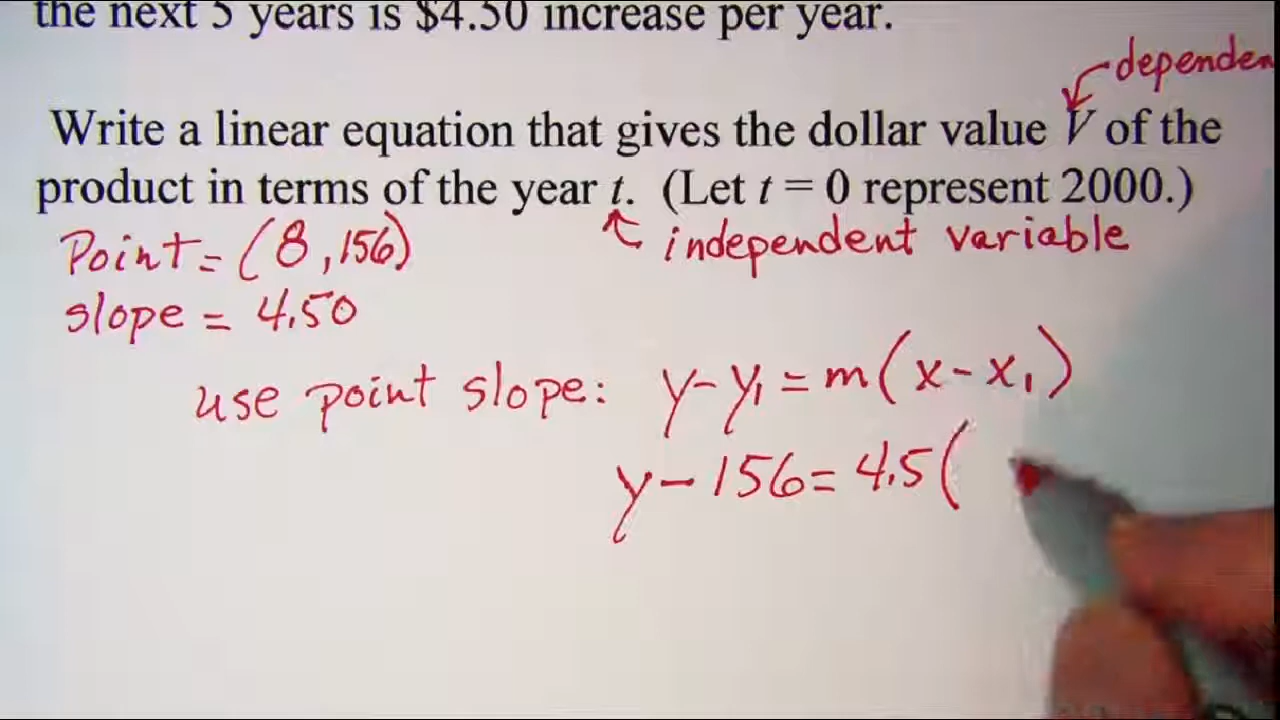 the next 5 years is $4.50 increase per year.
dependen
Write a linear equation that gives the dollar value V of the
product in terms of the year t. (Let t = 0 represent 2000.)
Point = (8,156)
independent variable
slope = 4.50
use point slope: y-y₁ = m(x-x₁)
y-156 = 4.5(